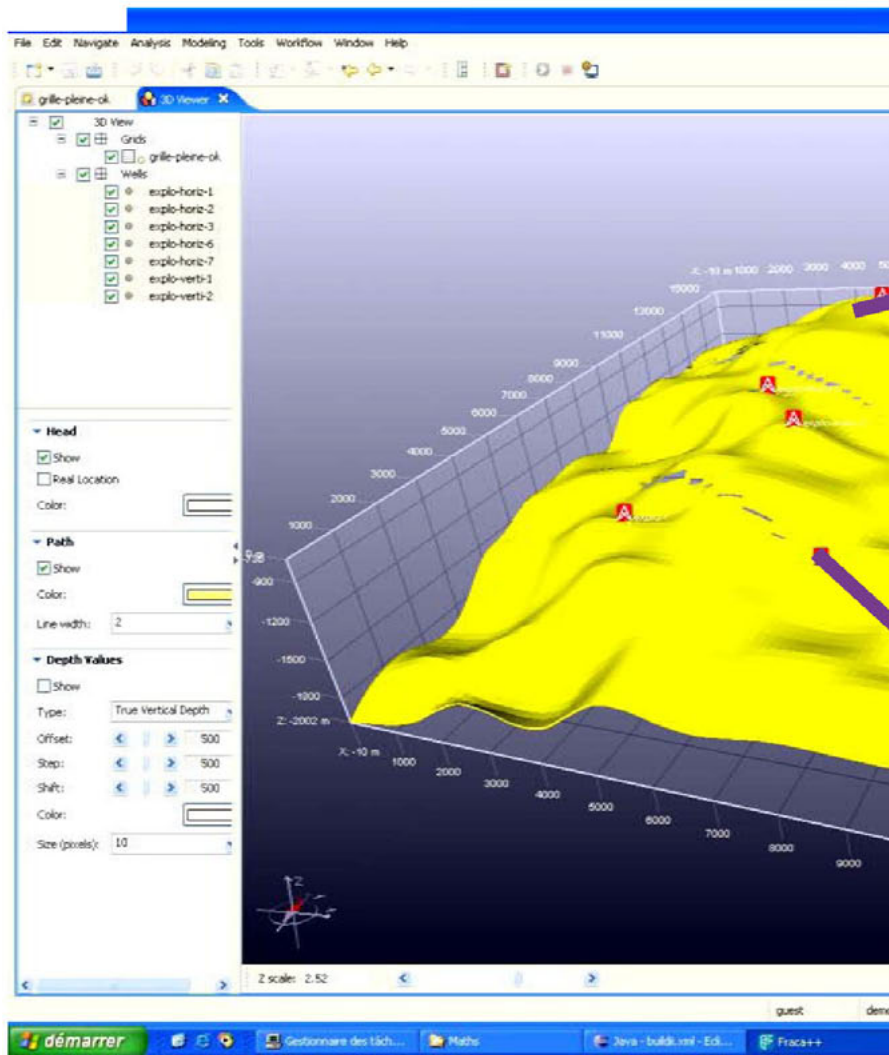 File Edit Navigate Analysis Modeling Tools Workflow Window Help
grille-pleine-ok 3D Viewer
3D View
Grids
grille-pleine-ok
Wells
explo-horiz-1
explo-horiz-2
explo-horiz-3
explo-horiz-6
explo-horiz-7
explo-verti-1
explo-verti-2
Head
Show
Real Location
Color:
Path
Show
Color:
Line width: 2
Depth Values
Show
Type: True Vertical Depth
Offset: 500
Step: 500
Shift: 500
Color:
Size (pixels): 10
X: -10 m 1000 2000 3000 4000
15000
13000
11000
9000
8000
7000
6000
5000
4000
3000
2000
1000
-900
-1200
-1500
-1800
Z: -2002 m
X: -10 m
1000
2000
3000
4000
5000
6000
7000
8000
9000
Z
Z scale: 2.52
guest
démarrer Gestionnaire des tâch... Maths Java - buildx.xml - Ecl... Fraca++